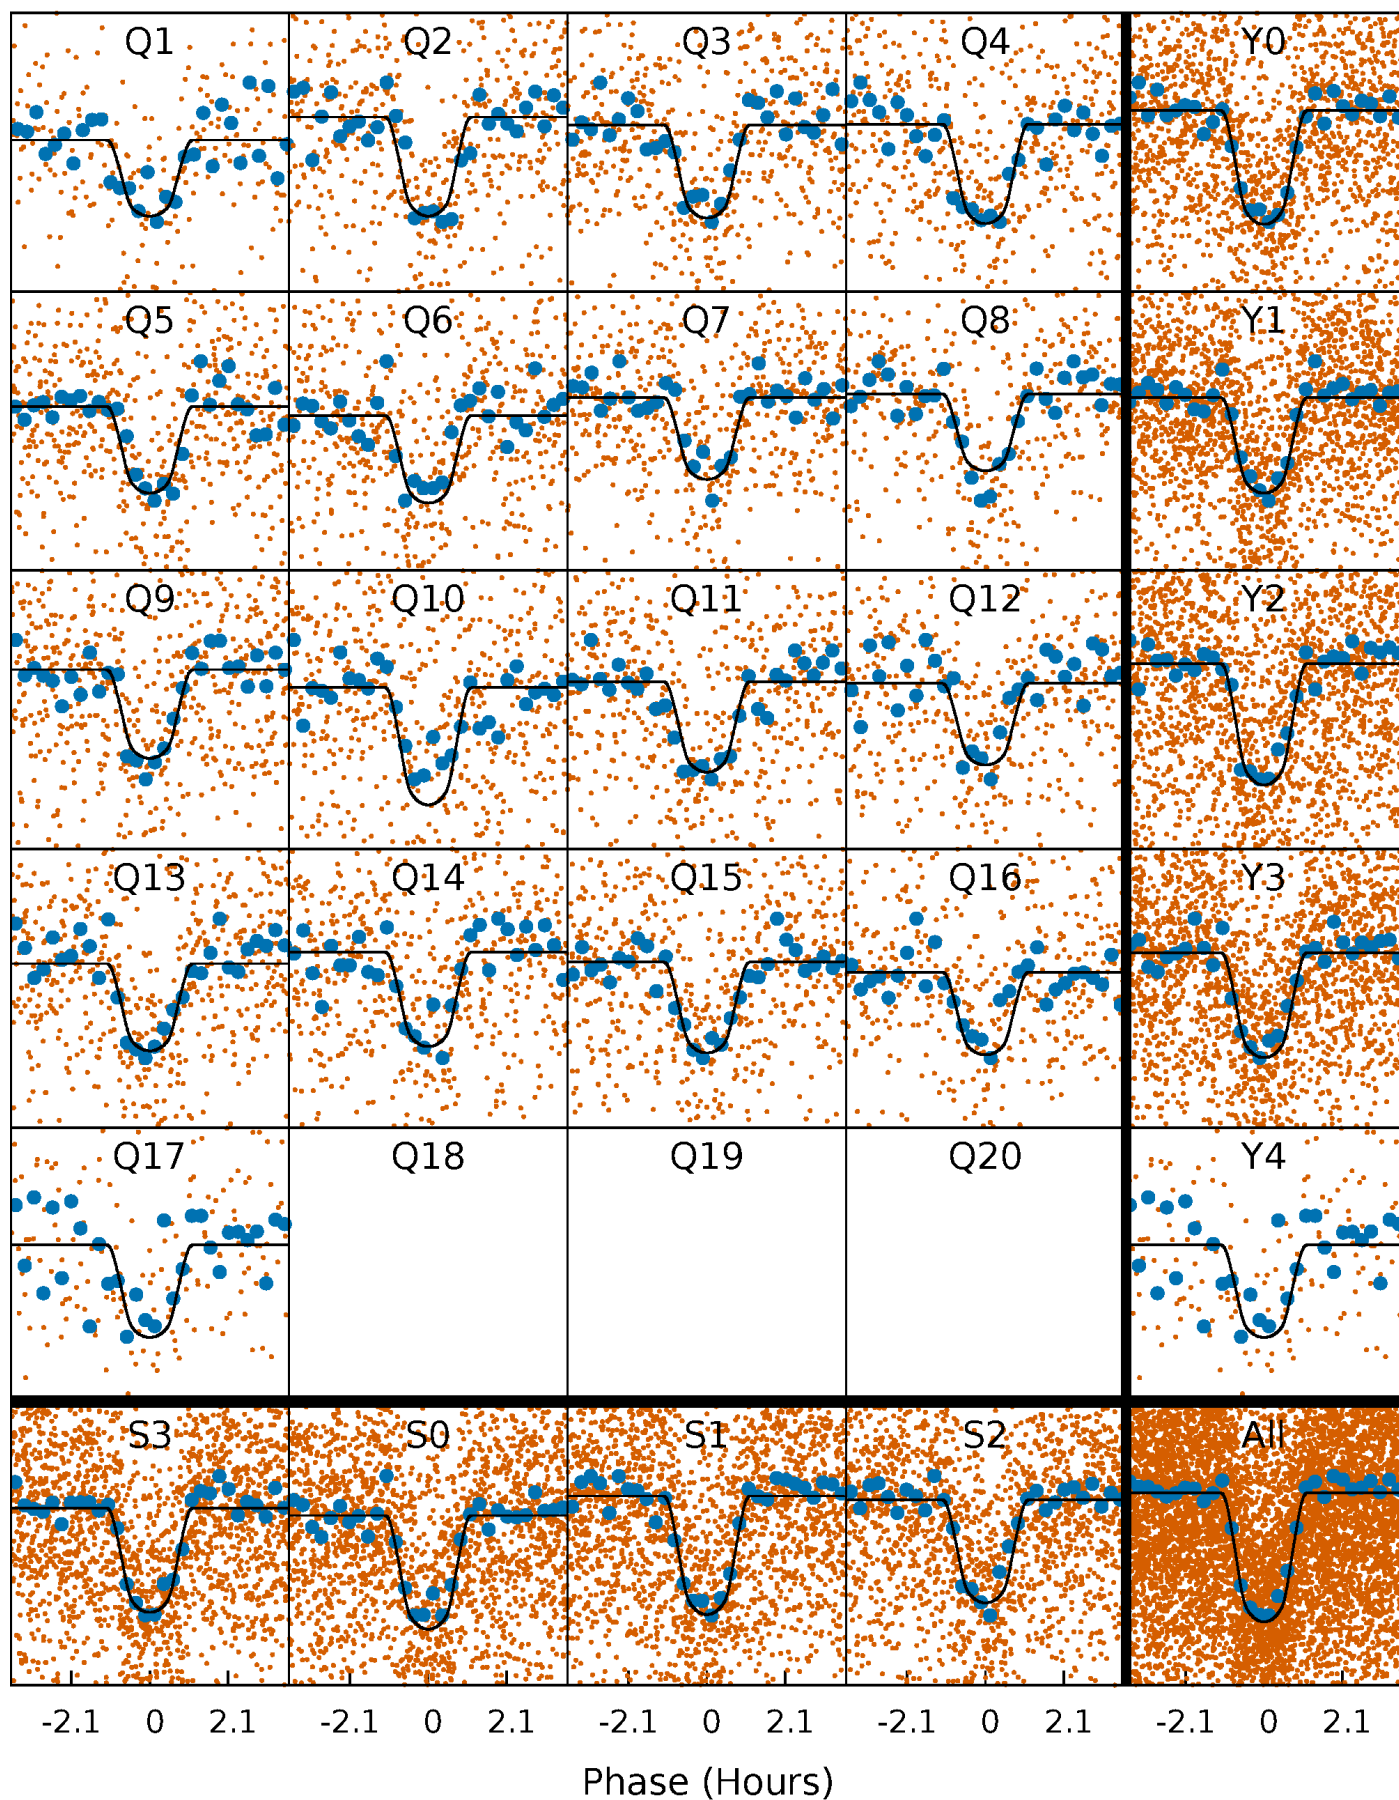 Q1 Q2 Q3 Q4 Y0
Q5 Q6 Q7 Q8 Y1
Q9 Q10 Q11 Q12 Y2
Q13 Q14 Q15 Q16 Y3
Q17 Q18 Q19 Q20 Y4
S3 S0 S1 S2 All
-2.1 0 2.1 -2.1 0 2.1 -2.1 0 2.1 -2.1 0 2.1 -2.1 0 2.1
Phase (Hours)